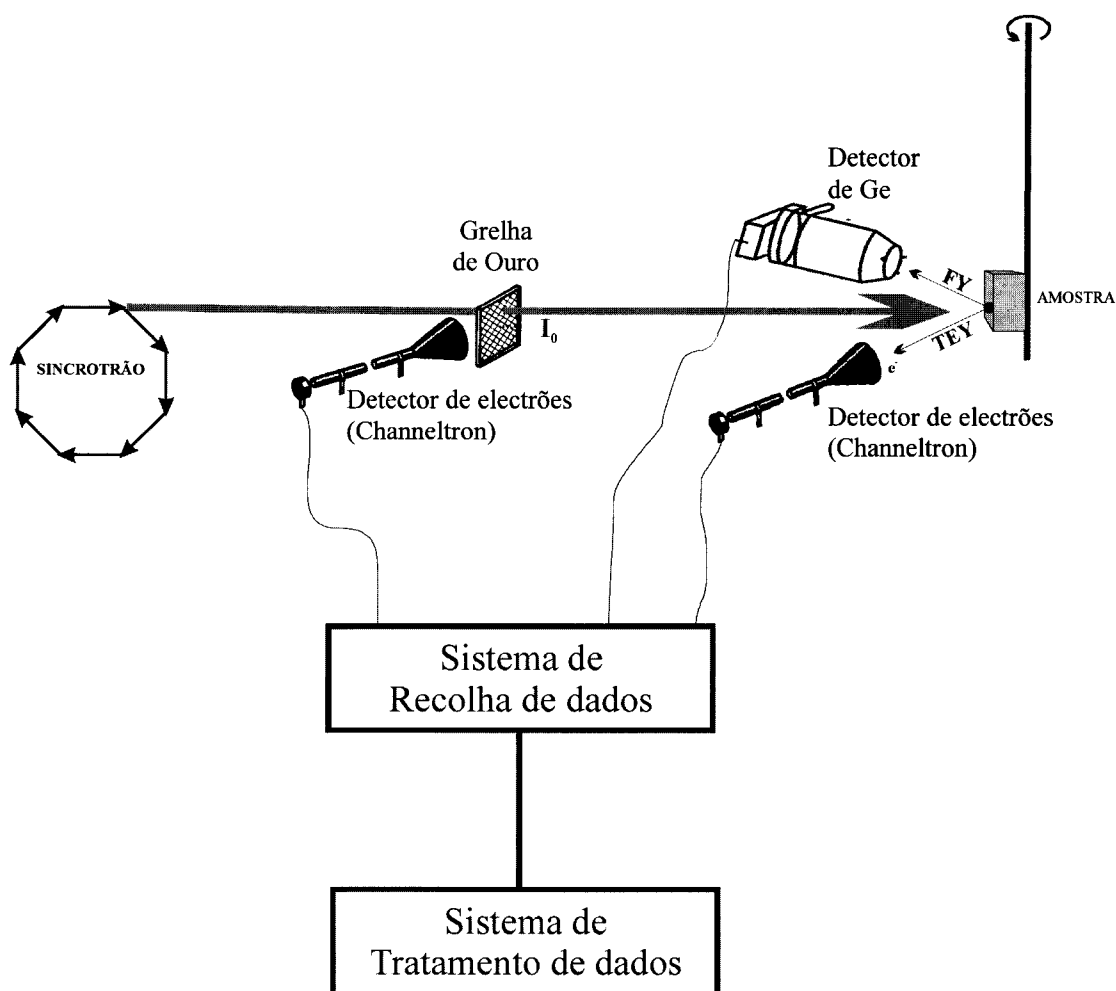 Detector
de Ge
Grelha
de Ouro
FY
AMOSTRA
I₀
TEY
SINCROTRÃO
e⁻
Detector de electrões
(Channeltron)
Detector de electrões
(Channeltron)
Sistema de
Recolha de dados
Sistema de
Tratamento de dados